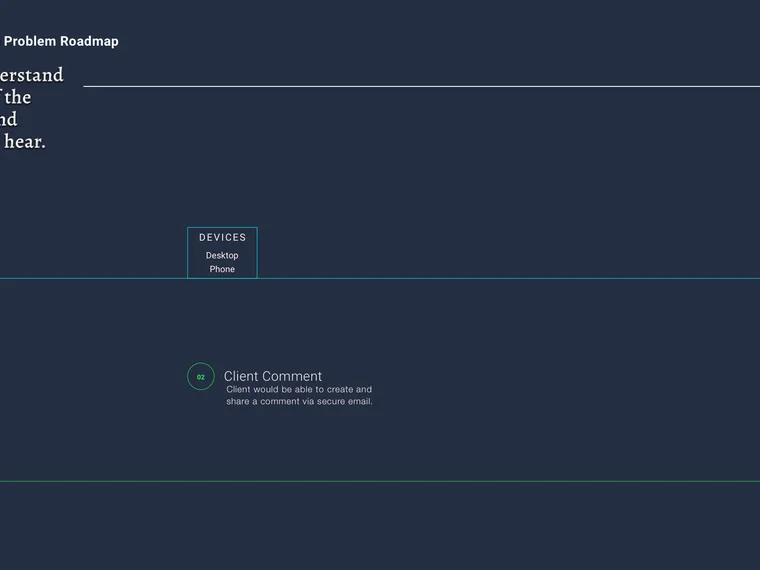 Problem Roadmap
erstand
the
nd
hear.
DEVICES
Desktop
Phone
02
Client Comment
Client would be able to create and
share a comment via secure email.